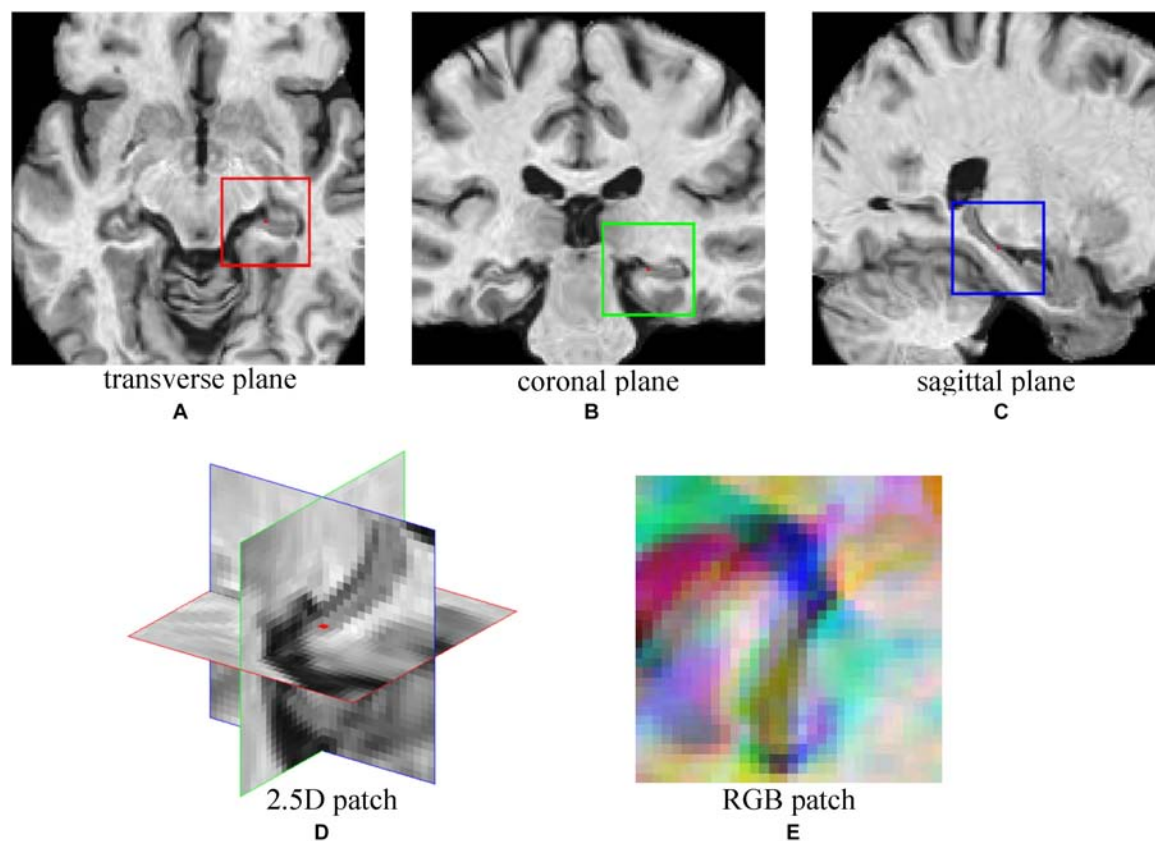 transverse plane
A
coronal plane
B
sagittal plane
C
2.5D patch
D
RGB patch
E